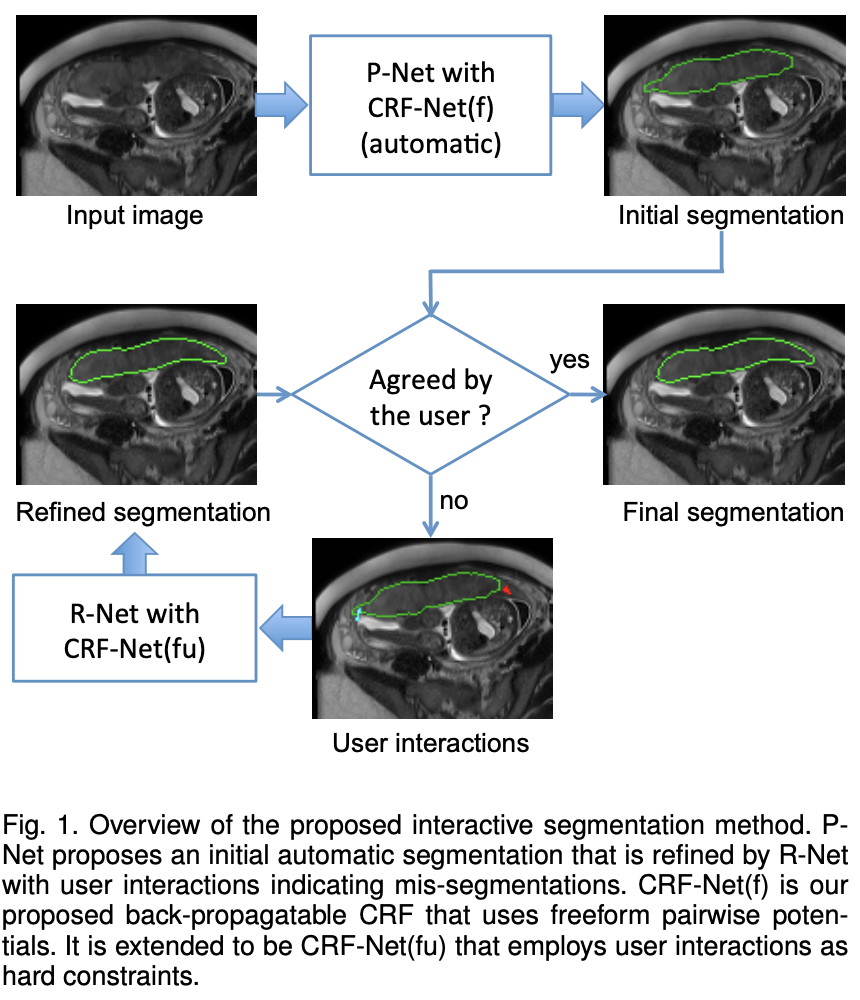 P-Net with
CRF-Net(f)
(automatic)
Input image
Initial segmentation
Agreed by
the user ?
yes
Refined segmentation
no
Final segmentation
R-Net with
CRF-Net(fu)
User interactions
Fig. 1. Overview of the proposed interactive segmentation method. P-
Net proposes an initial automatic segmentation that is refined by R-Net
with user interactions indicating mis-segmentations. CRF-Net(f) is our
proposed back-propagatable CRF that uses freeform pairwise poten-
tials. It is extended to be CRF-Net(fu) that employs user interactions as
hard constraints.